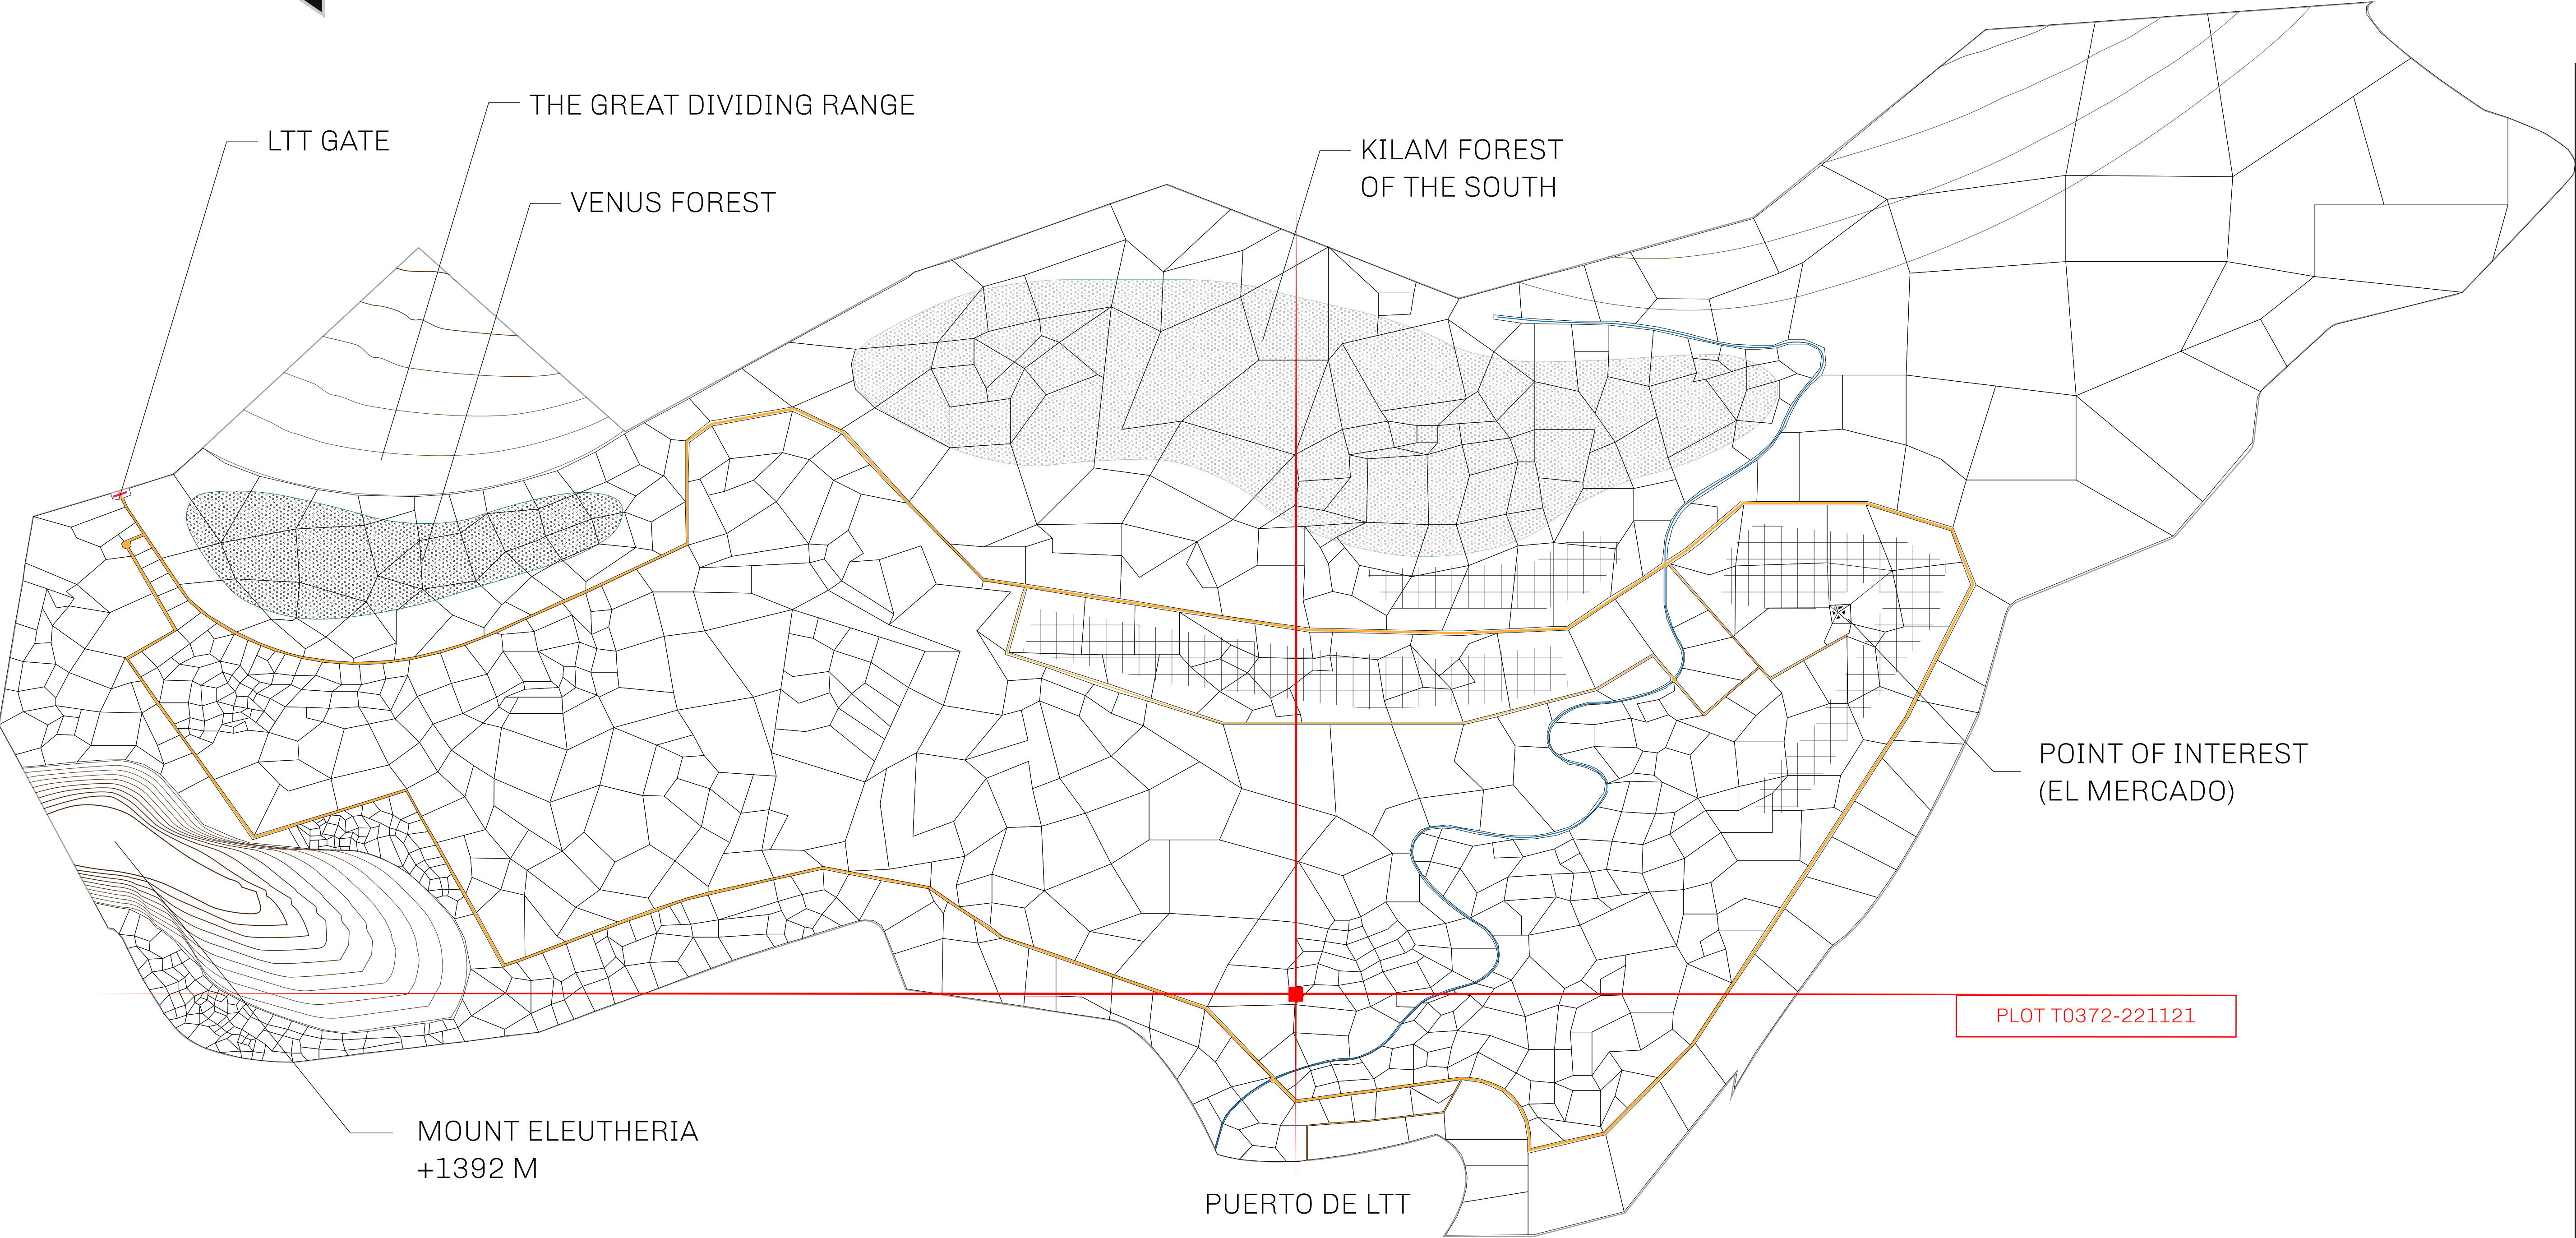 THE GREAT DIVIDING RANGE
LTT GATE
KILAM FOREST
OF THE SOUTH
VENUS FOREST
POINT OF INTEREST
(EL MERCADO)
PLOT T0372-221121
MOUNT ELEUTHERIA
+1392 M
PUERTO DE LTT